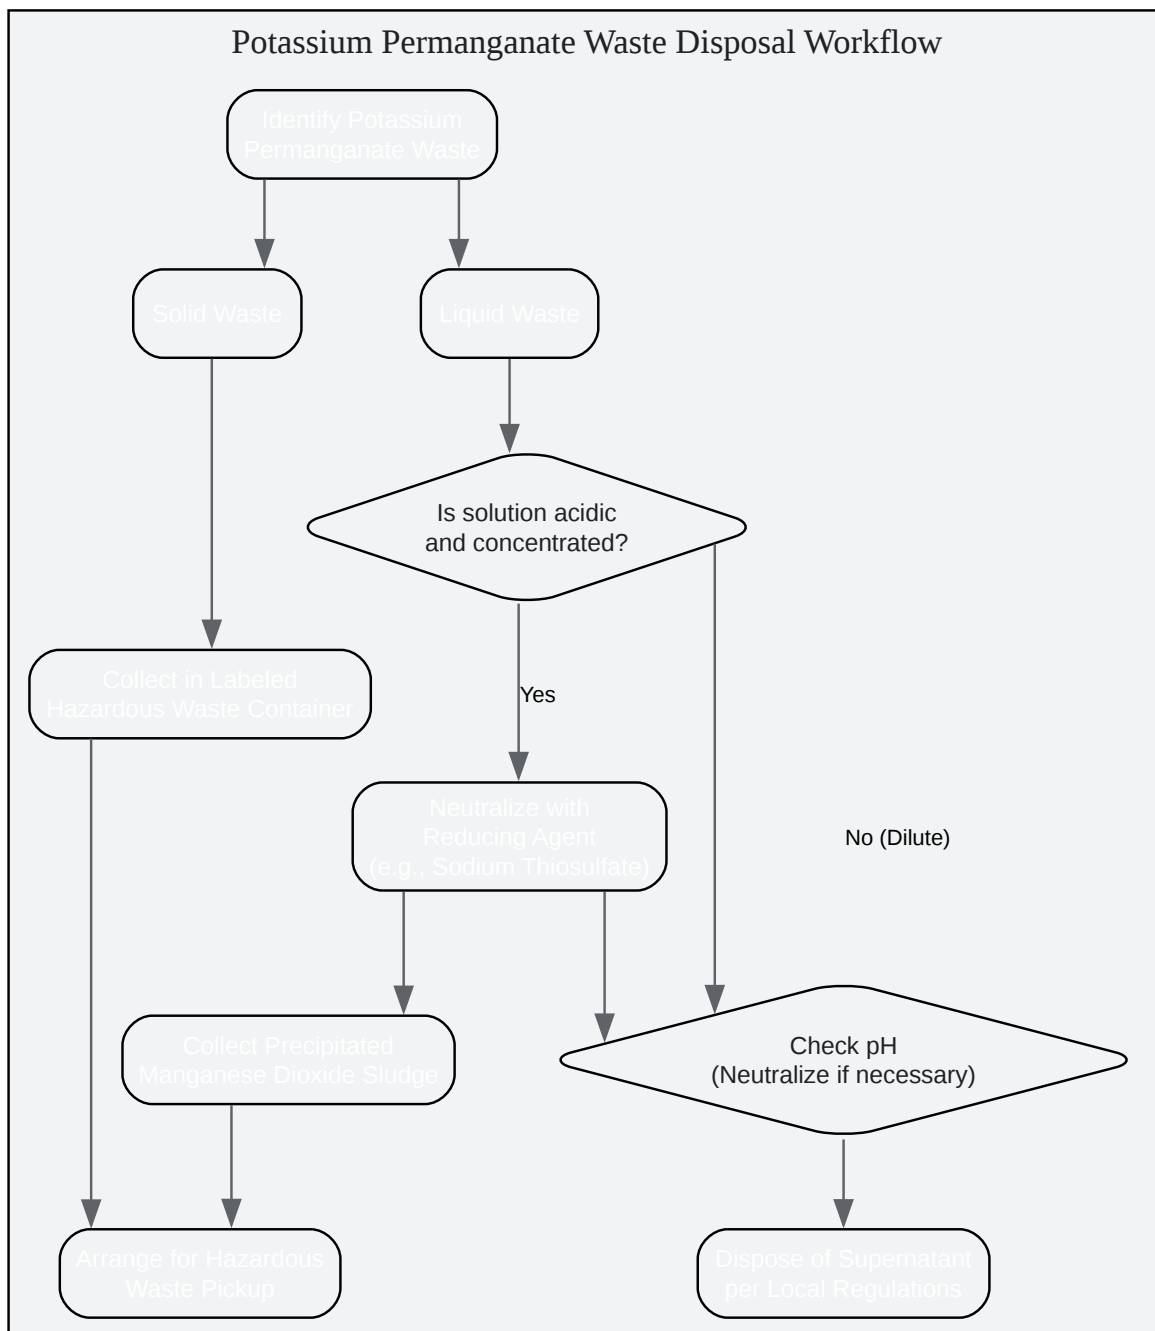 Potassium Permanganate Waste Disposal Workflow
Identify Potassium
Permanganate Waste
Solid Waste
Liquid Waste
Is solution acidic
and concentrated?
Collect in Labeled
Hazardous Waste Container
Yes
Neutralize with
Reducing Agent
(e.g., Sodium Thiosulfate)
No (Dilute)
Collect Precipitated
Manganese Dioxide Sludge
Check pH
(Neutralize if necessary)
Arrange for Hazardous
Waste Pickup
Dispose of Supernatant
per Local Regulations